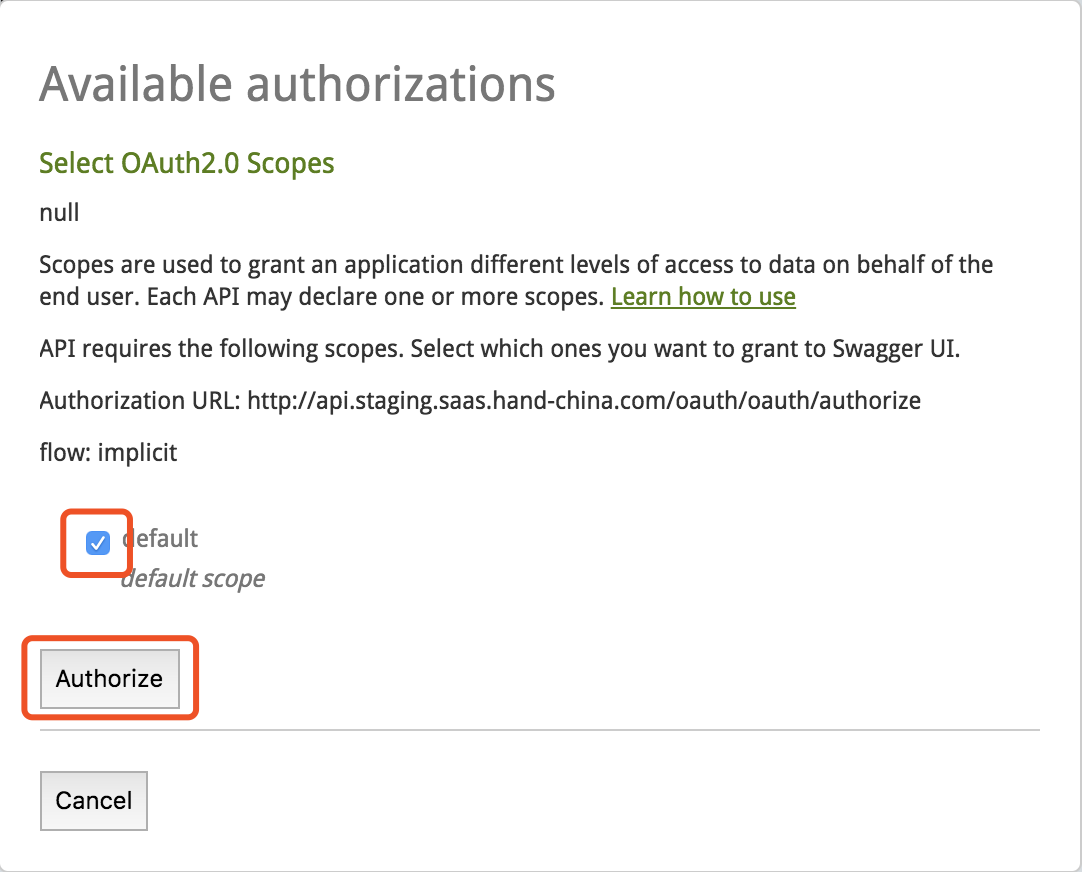 Available authorizations
Select OAuth2.0 Scopes
null
Scopes are used to grant an application different levels of access to data on behalf of the
end user. Each API may declare one or more scopes. Learn how to use
API requires the following scopes. Select which ones you want to grant to Swagger UI.
Authorization URL: http://api.staging.saas.hand-china.com/oauth/oauth/authorize
flow: implicit
default
default scope
Authorize
Cancel